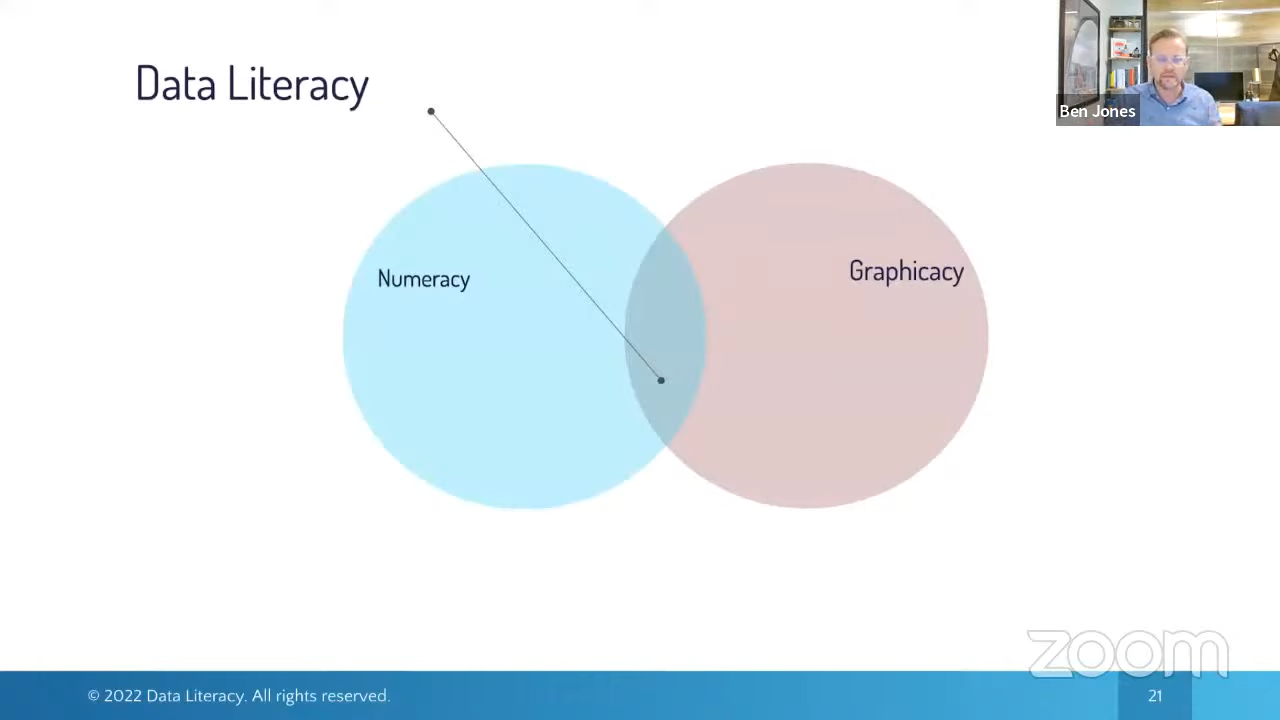 Data Literacy
Ben Jones
Numeracy
Graphicacy
zoom
© 2022 Data Literacy. All rights reserved.
21